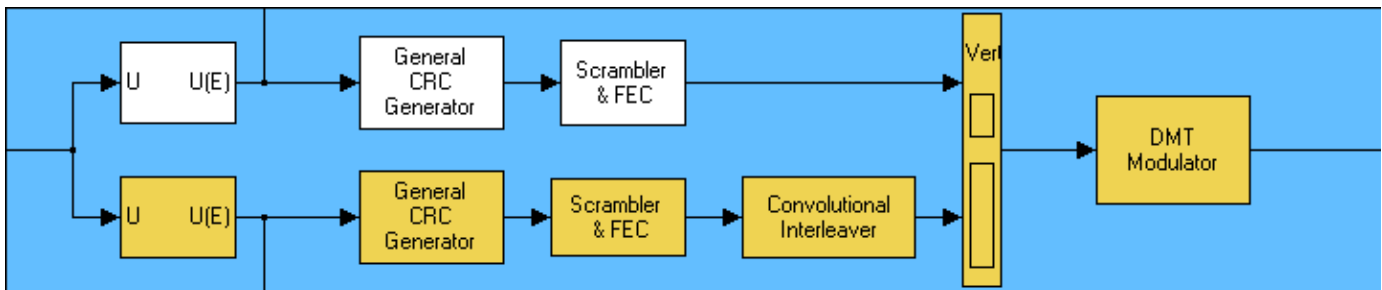 U U(E)
General
CRC
Generator
Scrambler
& FEC
Vert
DMT
Modulator
U U(E)
General
CRC
Generator
Scrambler
& FEC
Convolutional
Interleaver